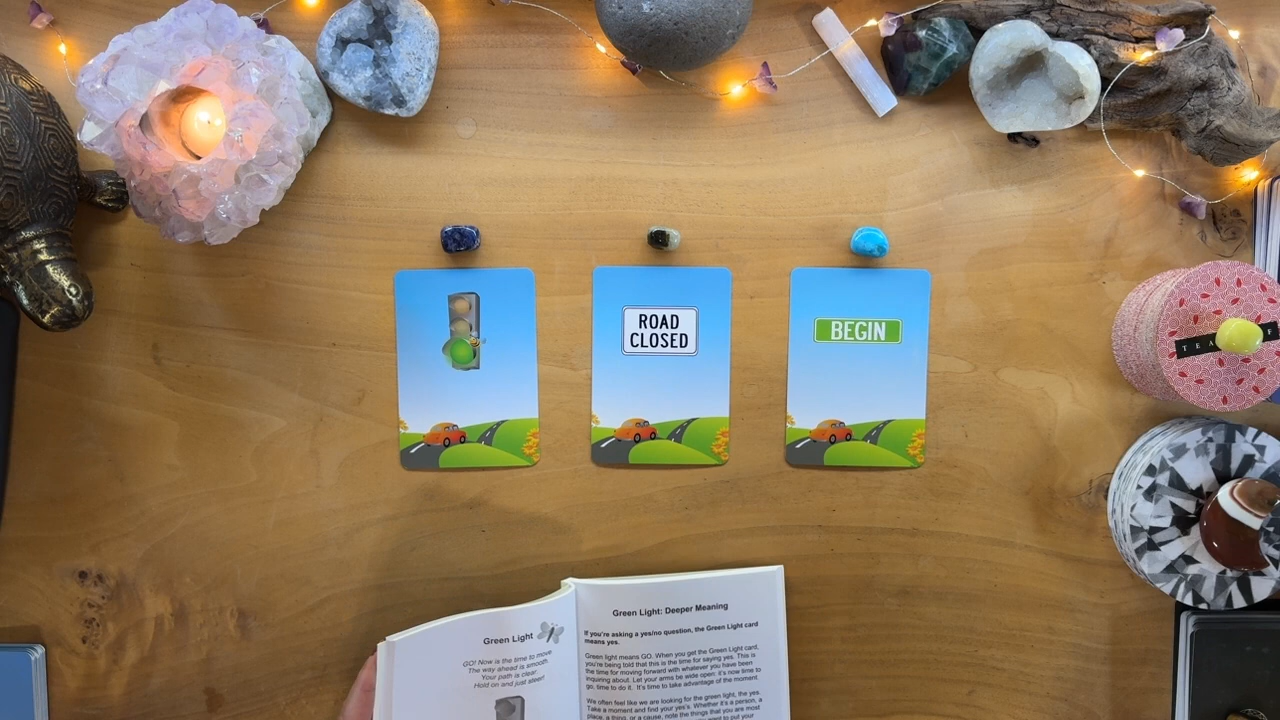 ROAD
CLOSED
BEGIN
TEA
F
Green Light
GO! Now is the time to move
The way ahead is smooth
Your path is clear
Hold on and just steer!
Green Light: Deeper Meaning
If you're asking a yes/no question, the Green Light card
means yes.
Green light means GO. When you get the Green Light card,
you're being told that this is the time for saying yes. This is
the time for moving forward with whatever you have been
inquiring about. Let your arms be wide open: it's now time to
go, time to do it. It's time to take advantage of the moment
We often feel like we are looking for the green light, the yes.
Take a moment and find your yes's. Whether it's a person, a
place, a thing, or a cause, note the things that you are most
want to put your